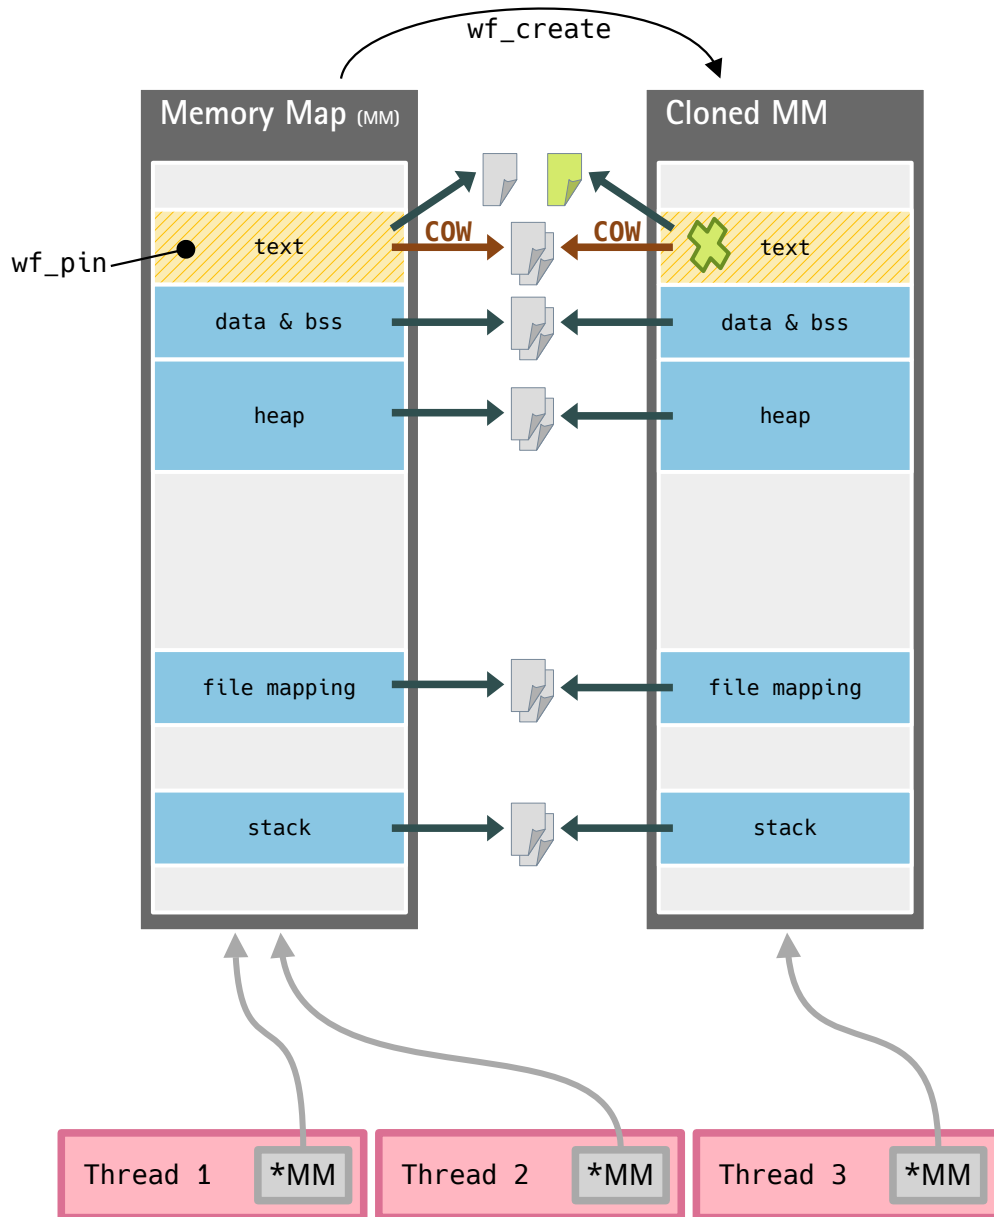 wf_create
Memory Map (MM)
Cloned MM
text
COW
COW
text
wf_pin
data & bss
data & bss
heap
heap
file mapping
file mapping
stack
stack
Thread 1
*MM
Thread 2
*MM
Thread 3
*MM